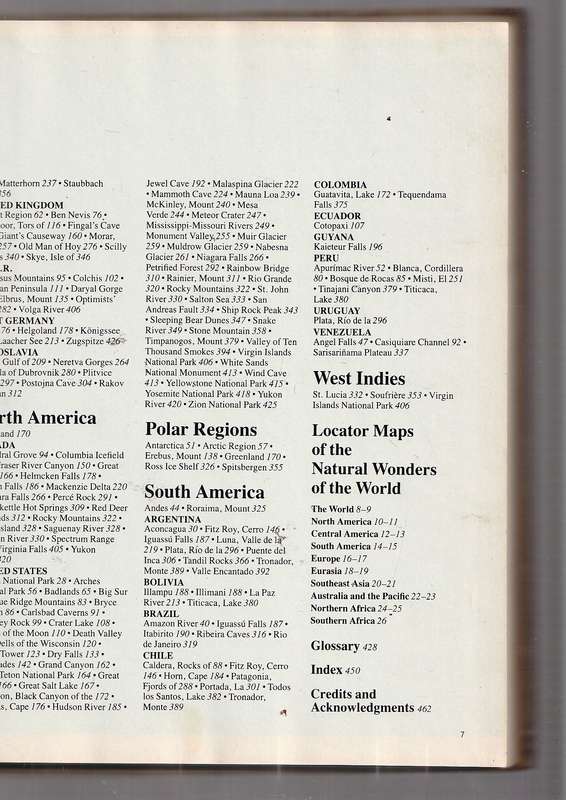 Matterhorn 237 • Staubbach
356
ED KINGDOM
t Region 62 • Ben Nevis 76 •
oor, Tors of 116 • Fingal's Cave
Giant's Causeway 160 • Morar,
257 • Old Man of Hoy 276 • Scilly
s 340 • Skye, Isle of 346
.R.
sus Mountains 95 • Colchis 102 •
an Peninsula 111 • Daryal Gorge
Elbrus, Mount 135 • Optimists'
282 • Volga River 406
T GERMANY
76 • Helgoland 178 • Königssee
Laacher See 213 • Zugspitze 426
OSLAVIA
Gulf of 209 • Neretva Gorges 264
la of Dubrovnik 280 • Plitvice
297 • Postojna Cave 304 • Rakov
n 312
rth America
and 170
ADA
dral Grove 94 • Columbia Icefield
Fraser River Canyon 150 • Great
166 • Helmcken Falls 178 •
n Falls 186 • Mackenzie Delta 220
ara Falls 266 • Percé Rock 291 •
kettle Hot Springs 309 • Red Deer
ds 312 • Rocky Mountains 322 •
Island 328 • Saguenay River 328 •
n River 330 • Spectrum Range
Virginia Falls 405 • Yukon
420
ED STATES
National Park 28 • Arches
al Park 56 • Badlands 65 • Big Sur
ue Ridge Mountains 83 • Bryce
n 86 • Carlsbad Caverns 91 •
ey Rock 99 • Crater Lake 108 •
of the Moon 110 • Death Valley
Dells of the Wisconsin 120 •
Tower 123 • Dry Falls 133 •
ades 142 • Grand Canyon 162 •
Teton National Park 164 • Great
166 • Great Salt Lake 167 •
on, Black Canyon of the 172 •
s, Cape 176 • Hudson River 185 •
Jewel Cave 192 • Malaspina Glacier 222
• Mammoth Cave 224 • Mauna Loa 239 •
McKinley, Mount 240 • Mesa
Verde 244 • Meteor Crater 247 •
Mississippi-Missouri Rivers 249 •
Monument Valley 255 • Muir Glacier
259 • Muldrow Glacier 259 • Nabesna
Glacier 261 • Niagara Falls 266 •
Petrified Forest 292 • Rainbow Bridge
310 • Rainier, Mount 311 • Rio Grande
320 • Rocky Mountains 322 • St. John
River 330 • Salton Sea 333 • San
Andreas Fault 334 • Ship Rock Peak 343
• Sleeping Bear Dunes 347 • Snake
River 349 • Stone Mountain 358 •
Timpanogos, Mount 379 • Valley of Ten
Thousand Smokes 394 • Virgin Islands
National Park 406 • White Sands
National Monument 413 • Wind Cave
413 • Yellowstone National Park 415 •
Yosemite National Park 418 • Yukon
River 420 • Zion National Park 425
Polar Regions
Antarctica 51 • Arctic Region 57 •
Erebus, Mount 138 • Greenland 170 •
Ross Ice Shelf 326 • Spitsbergen 355
South America
Andes 44 • Roraima, Mount 325
ARGENTINA
Aconcagua 30 • Fitz Roy, Cerro 146 •
Iguassú Falls 187 • Luna, Valle de la
219 • Plata, Río de la 296 • Puente del
Inca 306 • Tandil Rocks 366 • Tronador,
Monte 389 • Valle Encantado 392
BOLIVIA
Illampu 188 • Illimani 188 • La Paz
River 213 • Titicaca, Lake 380
BRAZIL
Amazon River 40 • Iguassú Falls 187 •
Itabirito 190 • Ribeira Caves 316 • Rio
de Janeiro 319
CHILE
Caldera, Rocks of 88 • Fitz Roy, Cerro
146 • Horn, Cape 184 • Patagonia,
Fjords of 288 • Portada, La 301 • Todos
los Santos, Lake 382 • Tronador,
Monte 389
COLOMBIA
Guatavita, Lake 172 • Tequendama
Falls 375
ECUADOR
Cotopaxi 107
GUYANA
Kaieteur Falls 196
PERU
Apurímac River 52 • Blanca, Cordillera
80 • Bosque de Rocas 85 • Misti, El 251
• Tinajani Canyon 379 • Titicaca,
Lake 380
URUGUAY
Plata, Río de la 296
VENEZUELA
Angel Falls 47 • Casiquiare Channel 92 •
Sarisariñama Plateau 337
West Indies
St. Lucia 332 • Soufrière 353 • Virgin
Islands National Park 406
Locator Maps
of the
Natural Wonders
of the World
The World 8–9
North America 10–11
Central America 12–13
South America 14–15
Europe 16–17
Eurasia 18–19
Southeast Asia 20–21
Australia and the Pacific 22–23
Northern Africa 24–25
Southern Africa 26
Glossary 428
Index 450
Credits and
Acknowledgments 462
7